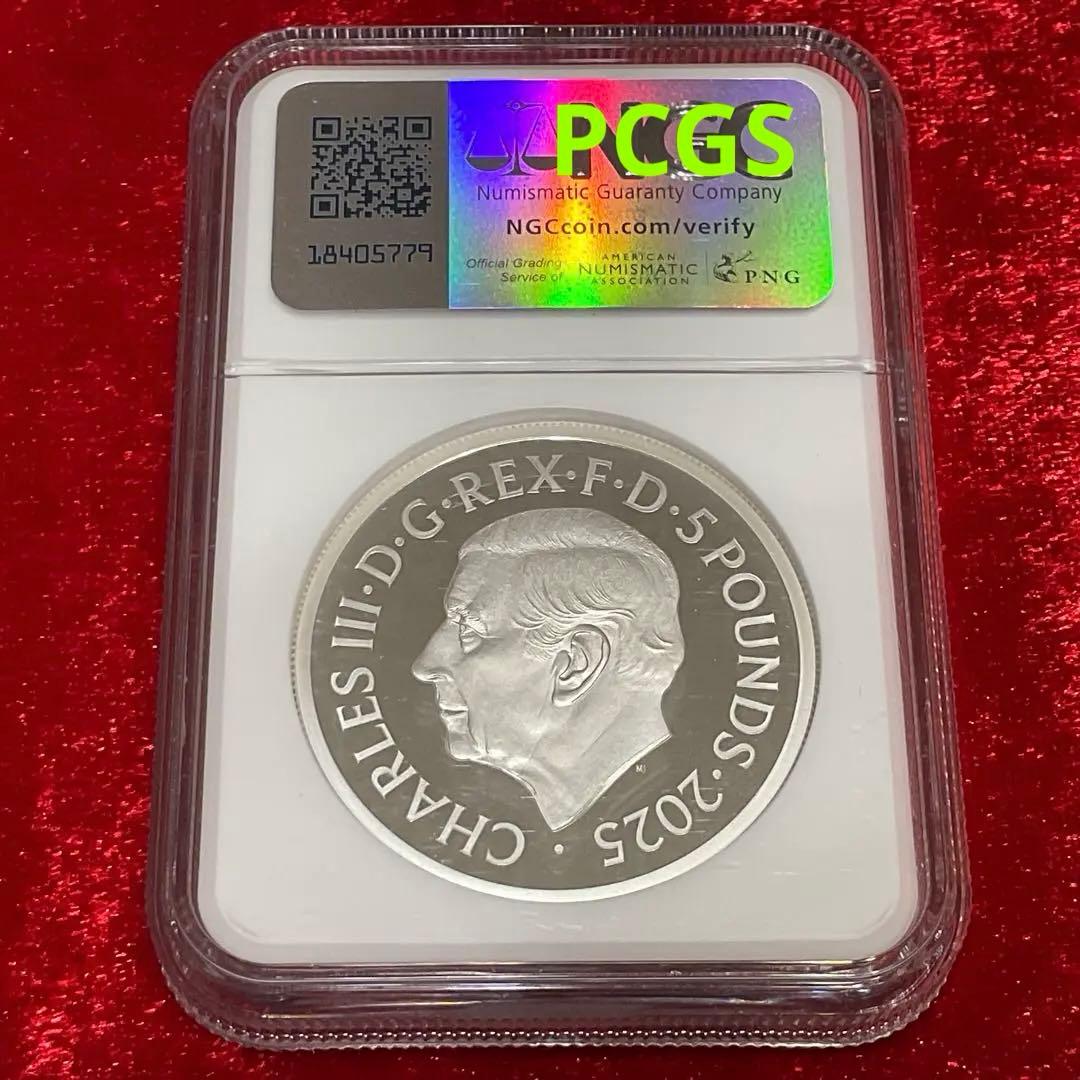 PCGS
NGC
Numismatic Guaranty Company
NGCcoin.com/verify
18405779
Official Grading
Service of
AMERICAN
NUMISMATIC
ASSOCIATION
PNG
CHARLES III·D·G·REX·F·D·5 POUNDS·2025·
MJ